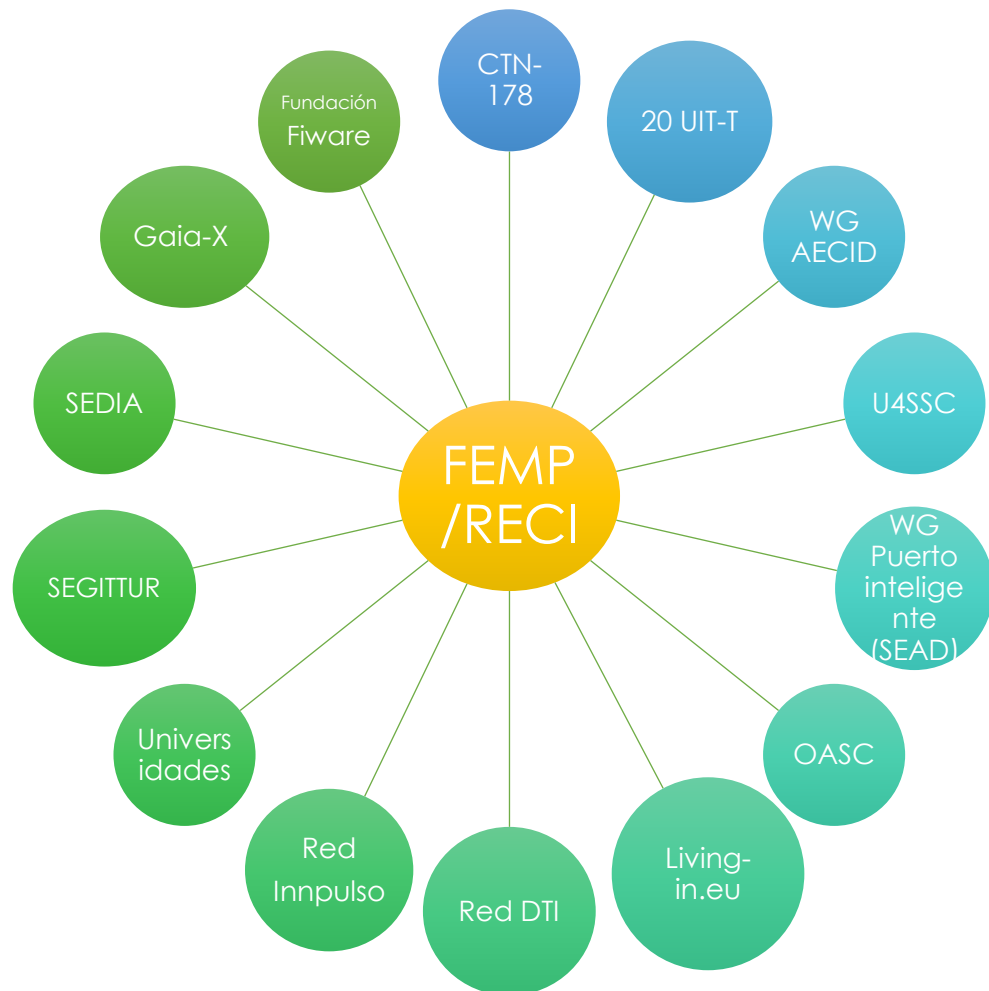 CTN-
178
20 UIT-T
WG
AECID
U4SSC
WG
Puerto
intelige
nte
(SEAD)
OASC
Living-
in.eu
Red DTI
Red
Innpulso
Univers
idades
SEGITTUR
SEDIA
Gaia-X
Fundación
Fiware
FEMP
/RECI